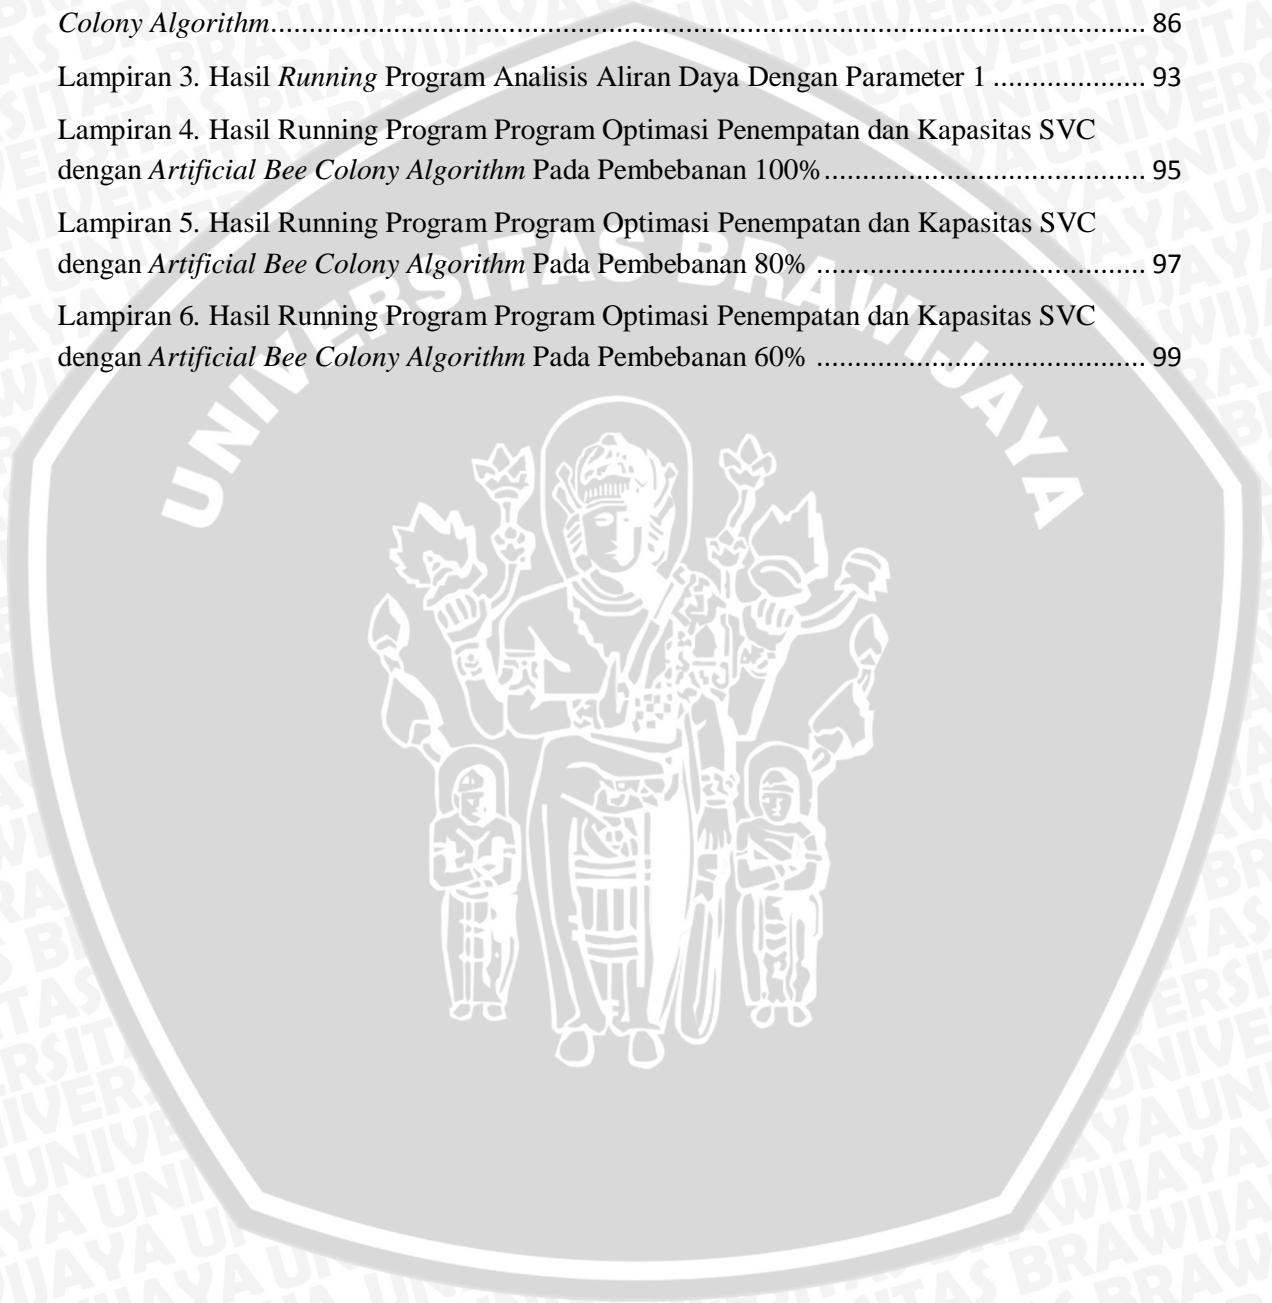 Colony Algorithm........................................................................................................................ 86
Lampiran 3. Hasil Running Program Analisis Aliran Daya Dengan Parameter 1 .................... 93
Lampiran 4. Hasil Running Program Program Optimasi Penempatan dan Kapasitas SVC
dengan Artificial Bee Colony Algorithm Pada Pembebanan 100%........................................... 95
Lampiran 5. Hasil Running Program Program Optimasi Penempatan dan Kapasitas SVC
dengan Artificial Bee Colony Algorithm Pada Pembebanan 80% ............................................ 97
Lampiran 6. Hasil Running Program Program Optimasi Penempatan dan Kapasitas SVC
dengan Artificial Bee Colony Algorithm Pada Pembebanan 60% ............................................ 99
UNIVERSITAS BRAWIJAYA